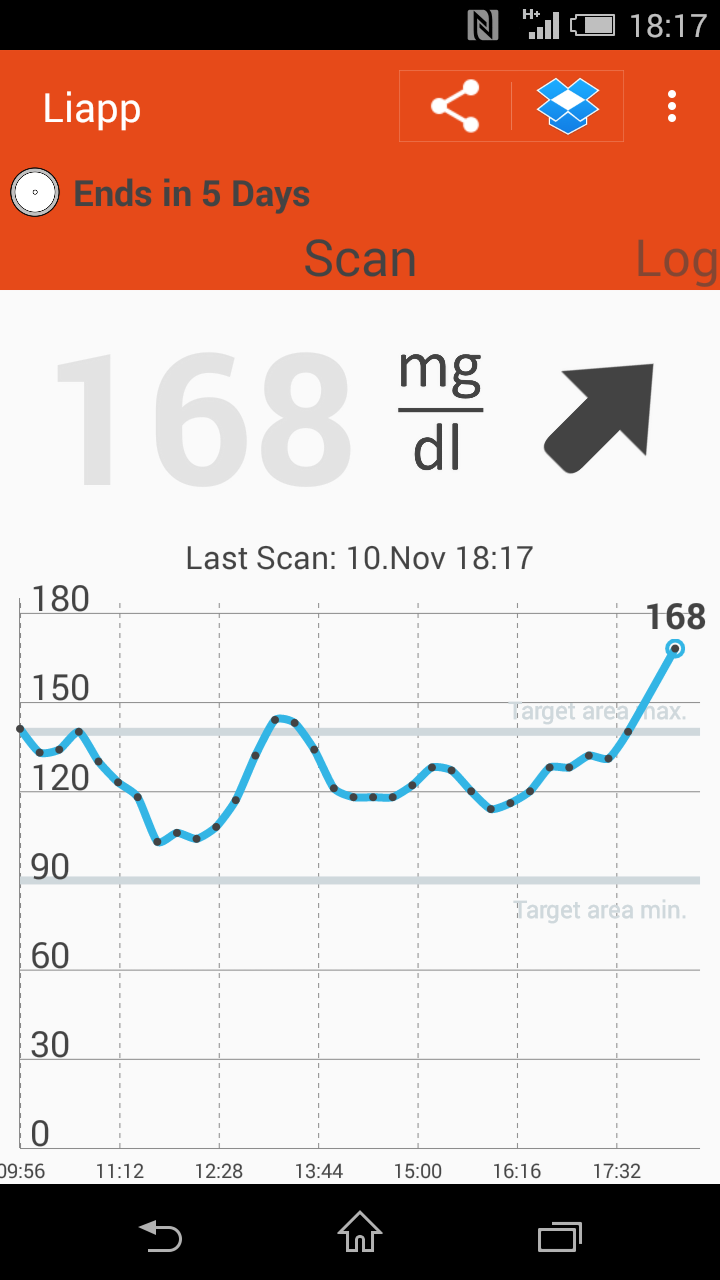 H+ 18:17
Liapp
Ends in 5 Days
Scan Log
168 mg
dl
Last Scan: 10.Nov 18:17
180
168
150
Target area max.
120
90
Target area min.
60
30
0
09:56 11:12 12:28 13:44 15:00 16:16 17:32